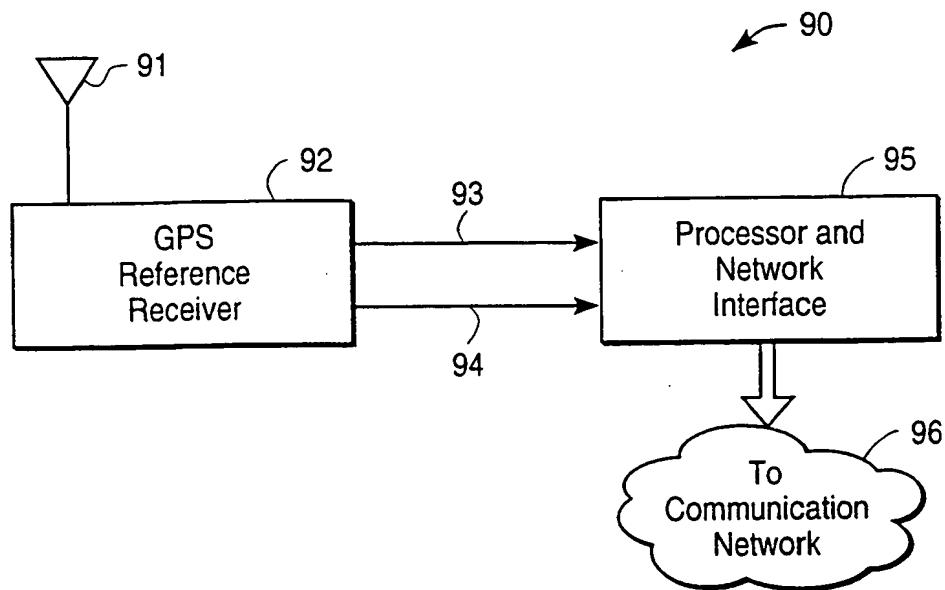 90
91
92
GPS
Reference
Receiver
93
94
95
Processor and
Network
Interface
96
To
Communication
Network